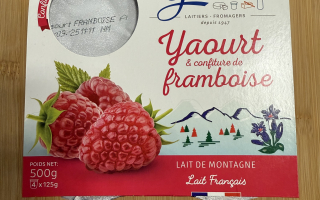 LAITIERS - FROMAGERS
depuis 1947
Yaourt
& confiture de
framboise
LAIT DE MONTAGNE
Lait Français
POIDS NET:
500g
4 x 125g